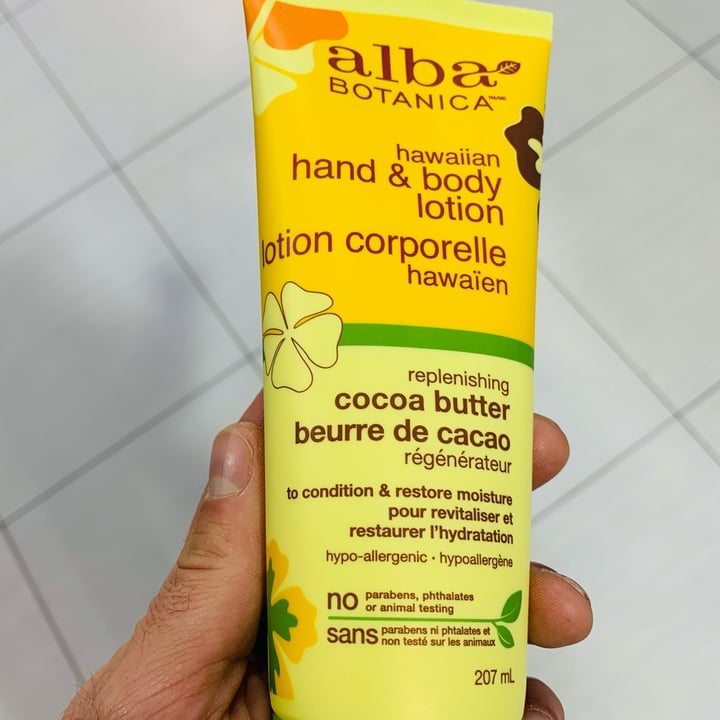 alba
BOTANICA™/MD
hawaiian
hand & body
lotion
lotion corporelle
hawaïen
replenishing
cocoa butter
beurre de cacao
régénérateur
to condition & restore moisture
pour revitaliser et
restaurer l'hydratation
hypo-allergenic · hypoallergène
no parabens, phthalates
or animal testing
sans parabens ni phtalates et
non testé sur les animaux
207 mL